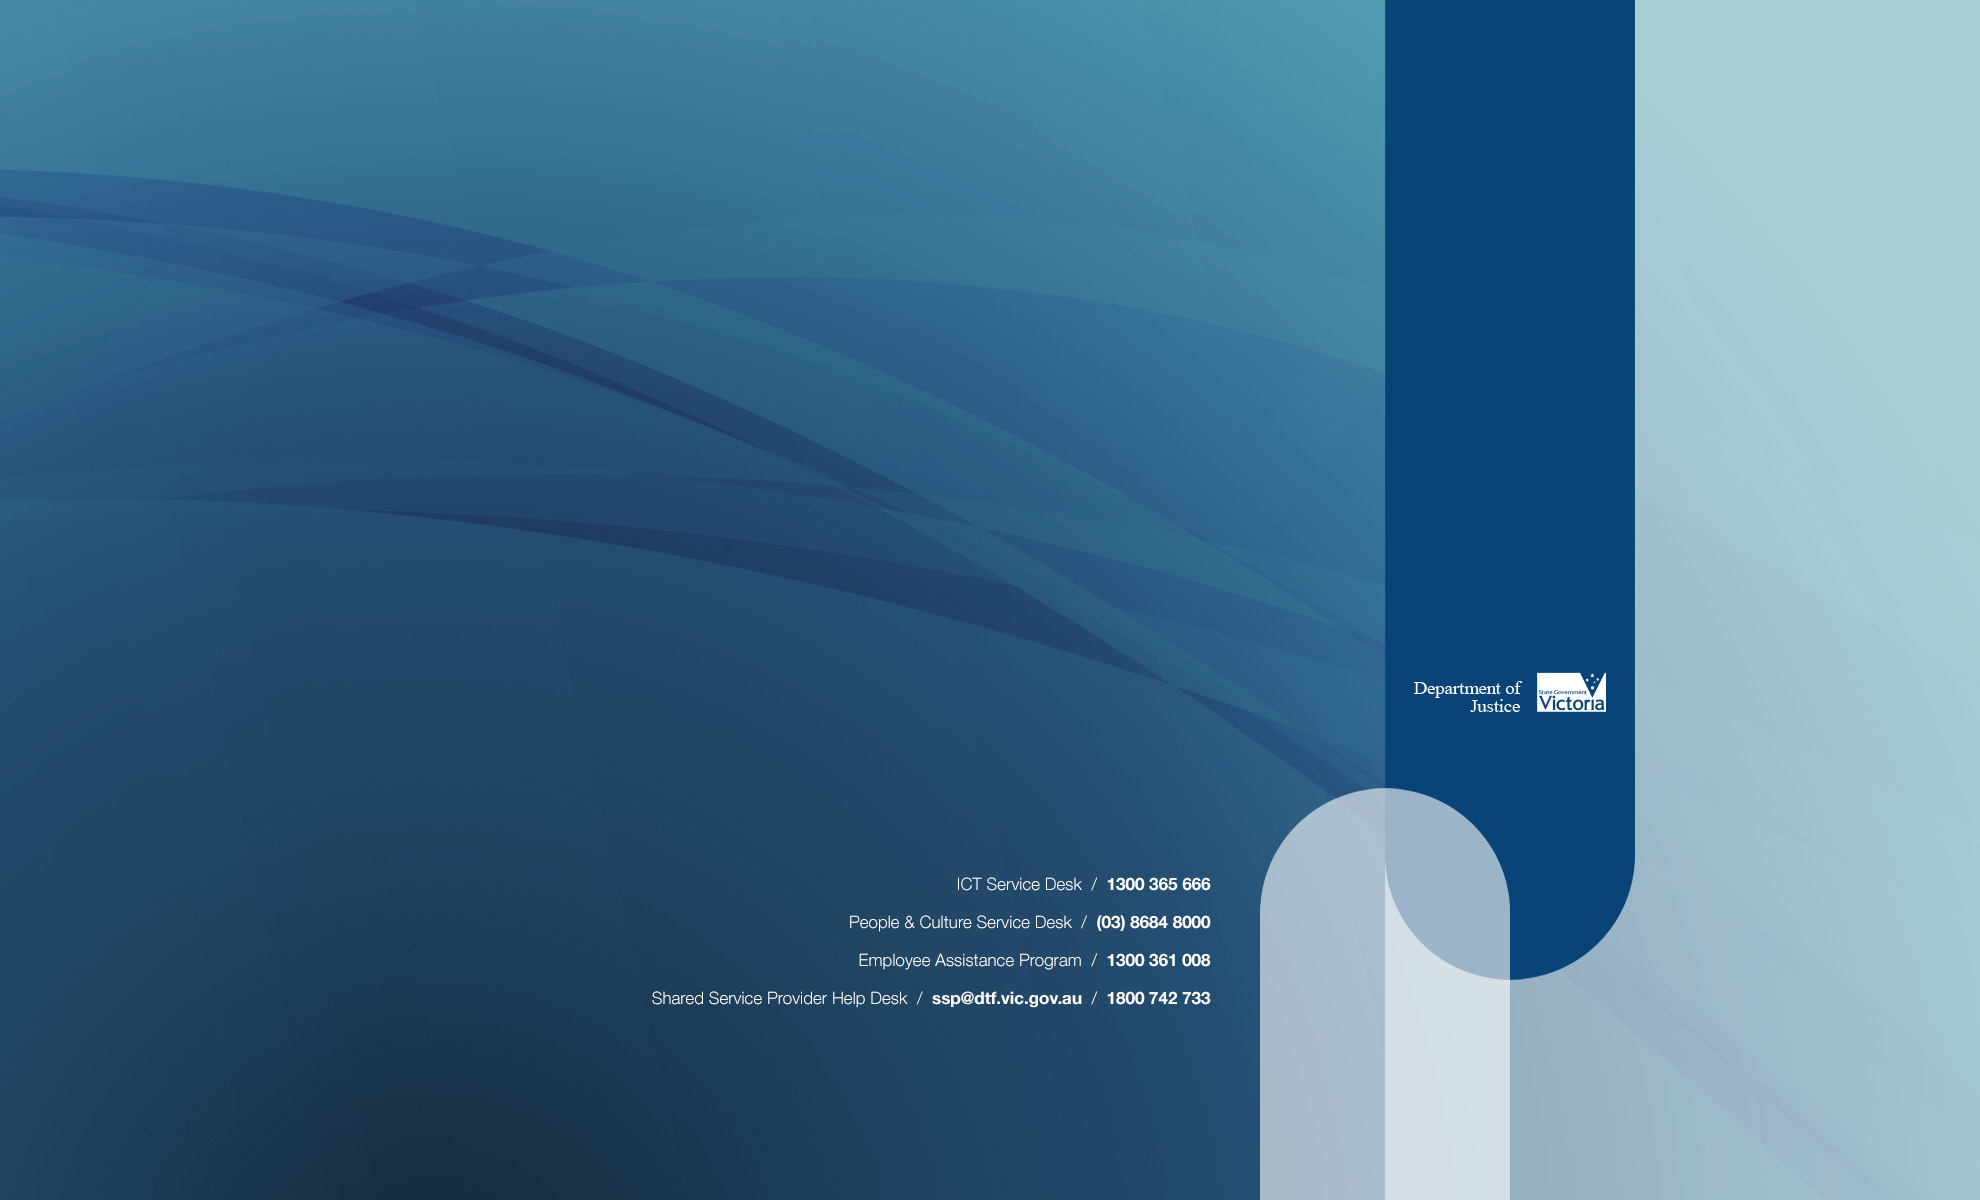 Department of
Justice
State Government
Victoria
ICT Service Desk / 1300 365 666
People & Culture Service Desk / (03) 8684 8000
Employee Assistance Program / 1300 361 008
Shared Service Provider Help Desk / ssp@dtf.vic.gov.au / 1800 742 733